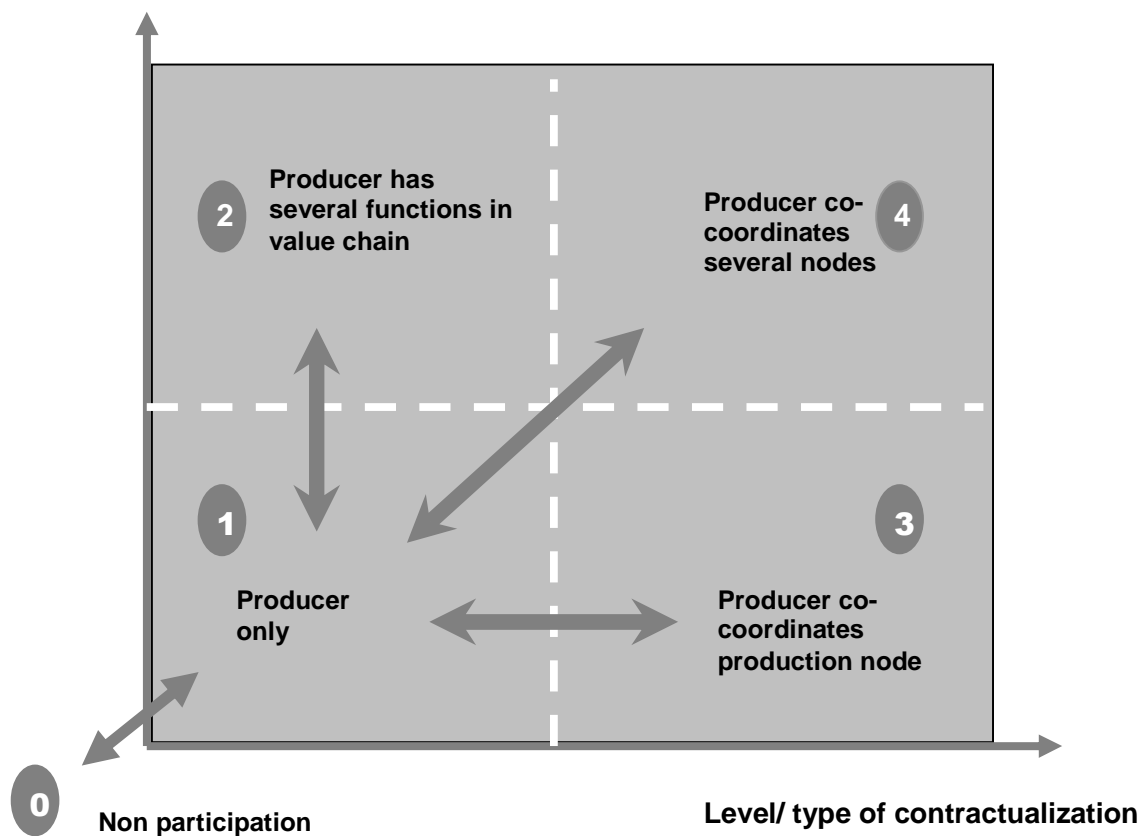 2
Producer has
several functions in
value chain
Producer co-
coordinates
several nodes
4
1
Producer
only
3
Producer co-
coordinates
production node
0
Non participation
Level/ type of contractualization